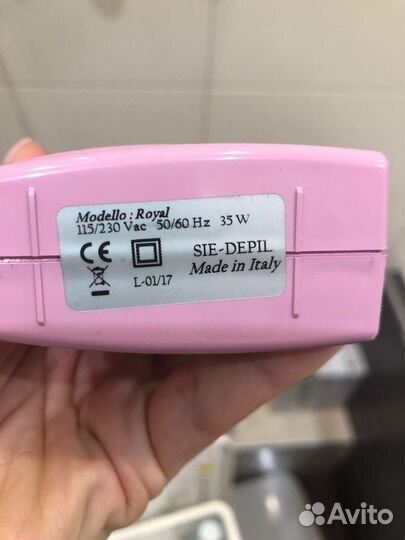 Modello : Royal
115/230 Vac 50/60 Hz 35 W
CE
SIE-DEPIL
L-01/17
Made in Italy
Avito